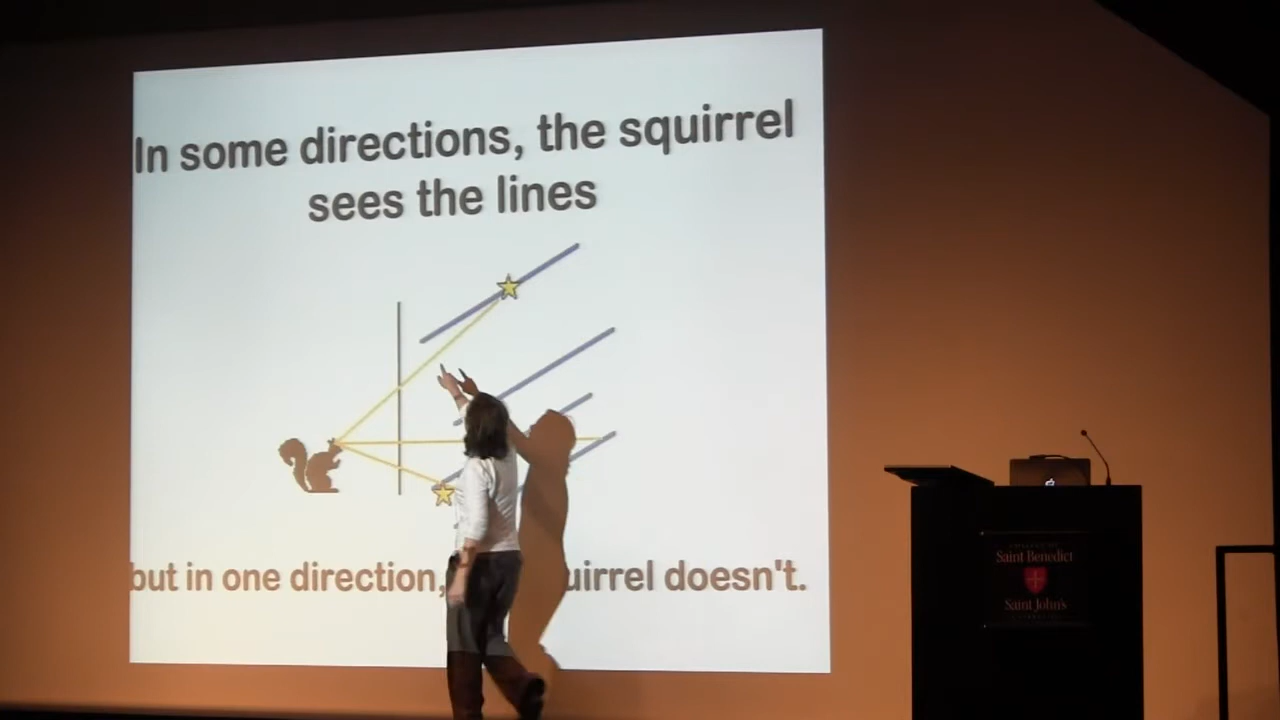 In some directions, the squirrel
sees the lines
but in one direction, uirrel doesn't.
Saint Benedict
Saint John's